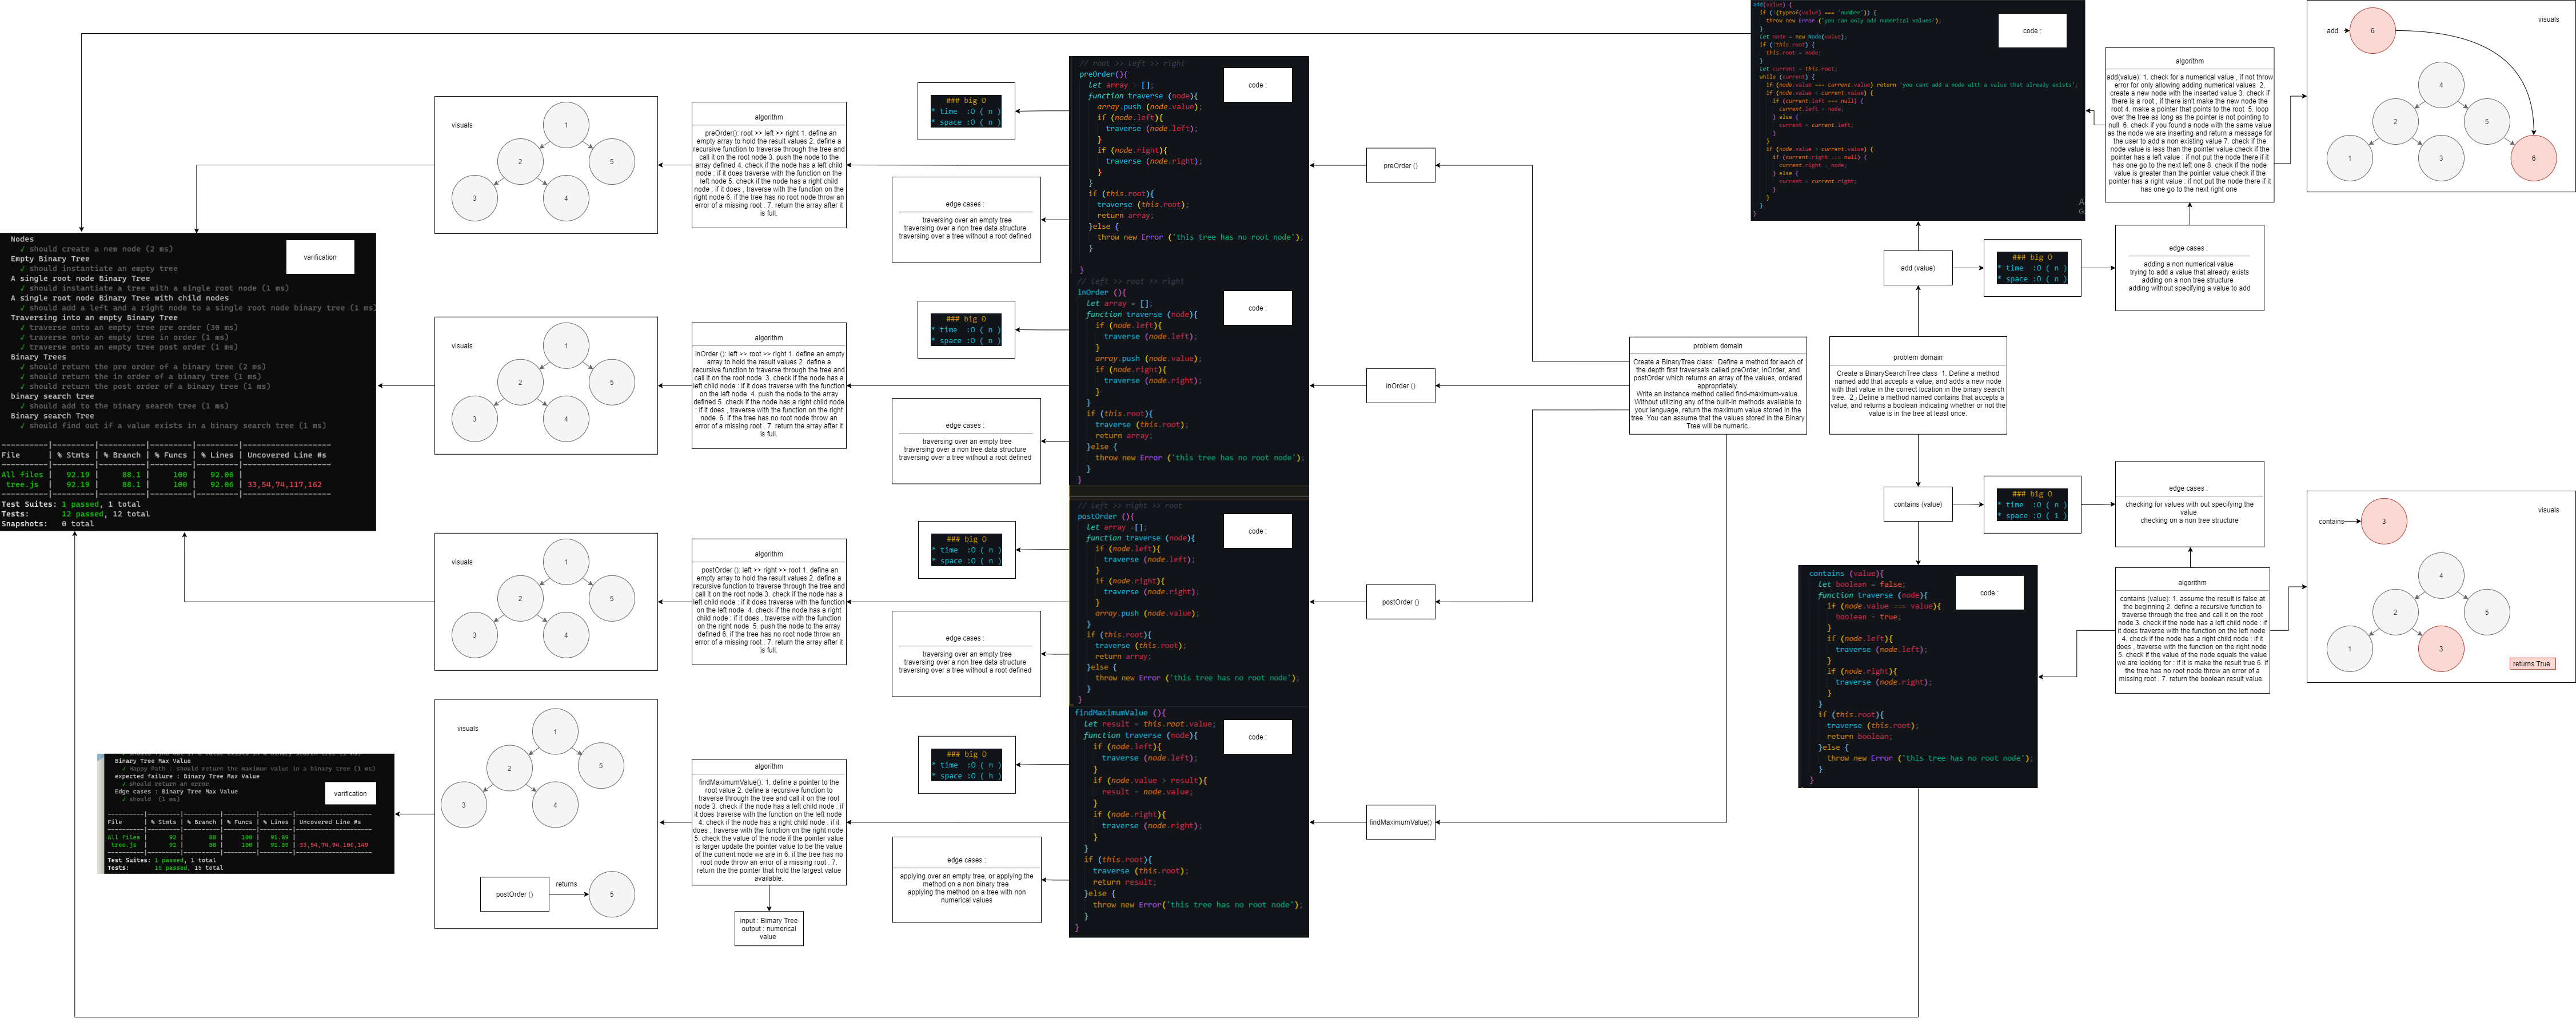 add(value) {
if (!(typeof(value) === 'number')) {
throw new Error ('you can only add numerical values');
}
let node = new Node(value);
if (!this.root) {
this.root = node;
}
let current = this.root;
while (current) {
if (node.value === current.value) return 'you cant add a node with a value that already exists';
if (node.value < current.value) {
if (current.left === null) {
current.left = node;
} else {
current = current.left;
}
}
if (node.value > current.value) {
if (current.right === null) {
current.right = node;
} else {
current = current.right;
}
}
}
}
code :
algorithm
add(value): 1. check for a numerical value , if not throw
error for only allowing adding numerical values  2.
create a new node with the inserted value 3. check if
there is a root , if there isn't make the new node the
root 4. make a pointer that points to the root  5. loop
over the tree as long as the pointer is not pointing to
null  6. check if you found a node with the same value
as the node we are inserting and return a message for
the user to add a non existing value 7. check if the
node value is less than the pointer value check if the
pointer has a left value : if not put the node there if it
has one go to the next left one 8. check if the node
value is greater than the pointer value check if the
pointer has a right value : if not put the node there if it
has one go to the next right one
visuals
add
6
4
2
5
1
3
6
add (value)
### big O
* time  :O ( n )
* space :O ( n )
edge cases :
adding a non numerical value
trying to add a value that already exists
adding on a non tree structure
adding without specifying a value to add
problem domain
Create a BinarySearchTree class  1. Define a method
named add that accepts a value, and adds a new node
with that value in the correct location in the binary search
tree.  2. Define a method named contains that accepts a
value, and returns a boolean indicating whether or not the
value is in the tree at least once.
problem domain
Create a BinaryTree class:  Define a method for each of
the depth first traversals called preOrder, inOrder, and
postOrder which returns an array of the values, ordered
appropriately.
Write an instance method called find-maximum-value.
Without utilizing any of the built-in methods available to
your language, return the maximum value stored in the
tree. You can assume that the values stored in the Binary
Tree will be numeric.
contains (value)
### big O
* time  :O ( n )
* space :O ( 1 )
edge cases :
checking for values with out specifying the
value
checking on a non tree structure
algorithm
contains (value): 1. assume the result is false at
the beginning 2. define a recursive function to
traverse through the tree and call it on the root
node 3. check if the node has a left child node : if
it does traverse with the function on the left node
4. check if the node has a right child node : if it
does , traverse with the function on the right node
5. check if the value of the node equals the value
we are looking for : if it is make the result true 6. if
the tree has no root node throw an error of a
missing root . 7. return the boolean result value.
visuals
contains
3
4
2
5
1
3
returns True
contains (value){
let boolean = false;
function traverse (node){
if (node.value === value){
boolean = true;
}
if (node.left){
traverse (node.left);
}
if (node.right){
traverse (node.right);
}
}
if (this.root){
traverse (this.root);
return boolean;
}else {
throw new Error ('this tree has no root node');
}
}
code :
preOrder ()
// root >> left >> right
preOrder(){
let array = [];
function traverse (node){
array.push (node.value);
if (node.left){
traverse (node.left);
}
if (node.right){
traverse (node.right);
}
}
if (this.root){
traverse (this.root);
return array;
}else {
throw new Error ('this tree has no root node');
}
}
code :
### big O
* time  :O ( n )
* space :O ( n )
edge cases :
traversing over an empty tree
traversing over a non tree data structure
traversing over a tree without a root defined
algorithm
preOrder(): root >> left >> right 1. define an
empty array to hold the result values 2. define a
recursive function to traverse through the tree and
call it on the root node 3. push the node to the
array defined 4. check if the node has a left child
node : if it does traverse with the function on the
left node 5. check if the node has a right child
node : if it does , traverse with the function on the
right node 6. if the tree has no root node throw an
error of a missing root . 7. return the array after it
is full.
visuals
1
2
5
3
4
inOrder ()
// left >> root >> right
inOrder (){
let array = [];
function traverse (node){
if (node.left){
traverse (node.left);
}
array.push (node.value);
if (node.right){
traverse (node.right);
}
}
if (this.root){
traverse (this.root);
return array;
}else {
throw new Error ('this tree has no root node');
}
}
code :
### big O
* time  :O ( n )
* space :O ( n )
edge cases :
traversing over an empty tree
traversing over a non tree data structure
traversing over a tree without a root defined
algorithm
inOrder (): left >> root >> right 1. define an empty
array to hold the result values 2. define a
recursive function to traverse through the tree and
call it on the root node  3. check if the node has a
left child node : if it does traverse with the function
on the left node  4. push the node to the array
defined 5. check if the node has a right child node
: if it does , traverse with the function on the right
node  6. if the tree has no root node throw an
error of a missing root . 7. return the array after it
is full.
visuals
1
2
5
3
4
postOrder ()
// left >> right >> root
postOrder (){
let array =[];
function traverse (node){
if (node.left){
traverse (node.left);
}
if (node.right){
traverse (node.right);
}
array.push (node.value);
}
if (this.root){
traverse (this.root);
return array;
}else {
throw new Error ('this tree has no root node');
}
}
code :
### big O
* time  :O ( n )
* space :O ( n )
edge cases :
traversing over an empty tree
traversing over a non tree data structure
traversing over a tree without a root defined
algorithm
postOrder (): left >> right >> root 1. define an
empty array to hold the result values 2. define a
recursive function to traverse through the tree and
call it on the root node 3. check if the node has a
left child node : if it does traverse with the function
on the left node  4. check if the node has a right
child node : if it does , traverse with the function
on the right node  5. push the node to the array
defined 6. if the tree has no root node throw an
error of a missing root . 7. return the array after it
is full.
visuals
1
2
5
3
4
findMaximumValue()
findMaximumValue (){
let result = this.root.value;
function traverse (node){
if (node.left){
traverse (node.left);
}
if (node.value > result){
result = node.value;
}
if (node.right){
traverse (node.right);
}
}
if (this.root){
traverse (this.root);
return result;
}else {
throw new Error('this tree has no root node');
}
}
code :
### big O
* time  :O ( n )
* space :O ( h )
edge cases :
applying over an empty tree, or applying the
method on a non binary tree
applying the method on a tree with non
numerical values
algorithm
findMaximumValue(): 1. define a pointer to the
root value 2. define a recursive function to
traverse through the tree and call it on the root
node 3. check if the node has a left child node : if
it does traverse with the function on the left node
4. check if the node has a right child node : if it
does , traverse with the function on the right node
5. check the value of the node if the pointer value
is larger update the pointer value to be the value
of the current node we are in 6. if the tree has no
root node throw an error of a missing root . 7.
return the the pointer that hold the largest value
available.
input : Binary Tree
output : numerical
value
visuals
1
2
5
3
4
postOrder ()
returns
5
varification
Nodes
✓ should create a new node (2 ms)
Empty Binary Tree
✓ should instantiate an empty tree
A single root node Binary Tree
✓ should instantiate a tree with a single root node (1 ms)
A single root node Binary Tree with child nodes
✓ should add a left and a right node to a single root node binary tree (1 ms)
Traversing into an empty Binary Tree
✓ traverse onto an empty tree pre order (30 ms)
✓ traverse onto an empty tree in order (1 ms)
✓ traverse onto an empty tree post order (1 ms)
Binary Trees
✓ should return the pre order of a binary tree (2 ms)
✓ should return the in order of a binary tree (1 ms)
✓ should return the post order of a binary tree (1 ms)
binary search tree
✓ should add to the binary search tree (1 ms)
Binary search Tree
✓ should find out if a value exists in a binary search tree (1 ms)
File | % Stmts | % Branch | % Funcs | % Lines | Uncovered Line #s
All files | 92.19 | 88.1 | 100 | 92.06 |
tree.js | 92.19 | 88.1 | 100 | 92.06 | 33,54,74,117,162
Test Suites: 1 passed, 1 total
Tests: 12 passed, 12 total
Snapshots: 0 total
Binary Tree Max Value
✓ Happy Path : should return the maximum value in a binary tree (1 ms)
expected failure : Binary Tree Max Value
✓ should return an error
Edge cases : Binary Tree Max Value
✓ should (1 ms)
varification
File | % Stmts | % Branch | % Funcs | % Lines | Uncovered Line #s
All files | 92 | 88 | 100 | 91.89 |
tree.js | 92 | 88 | 100 | 91.89 | 33,54,74,94,106,149
Test Suites: 1 passed, 1 total
Tests: 15 passed, 15 total